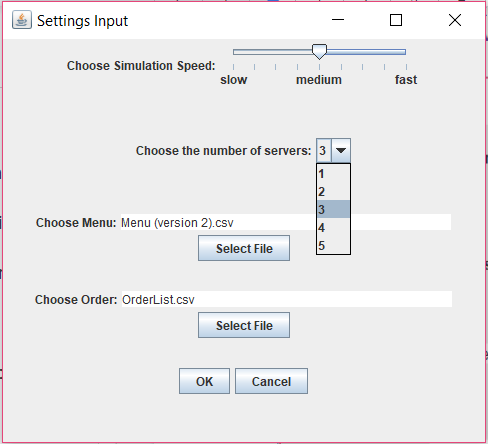 Settings Input
Choose Simulation Speed:
slow medium fast
Choose the number of servers: 3
1
2
3
4
5
Choose Menu: Menu (version 2).csv
Select File
Choose Order: OrderList.csv
Select File
OK Cancel